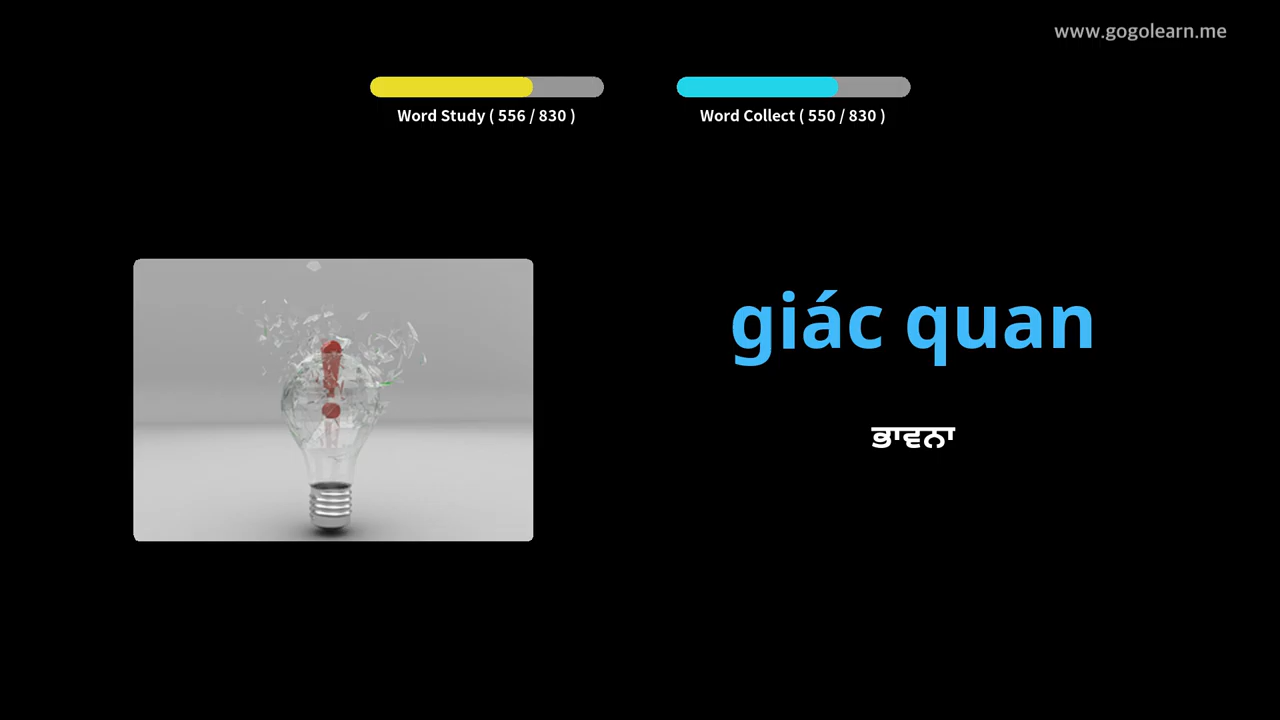 www.gogolearn.me
Word Study ( 556 / 830 )
Word Collect ( 550 / 830 )
giác quan
ਭਾਵਨਾ